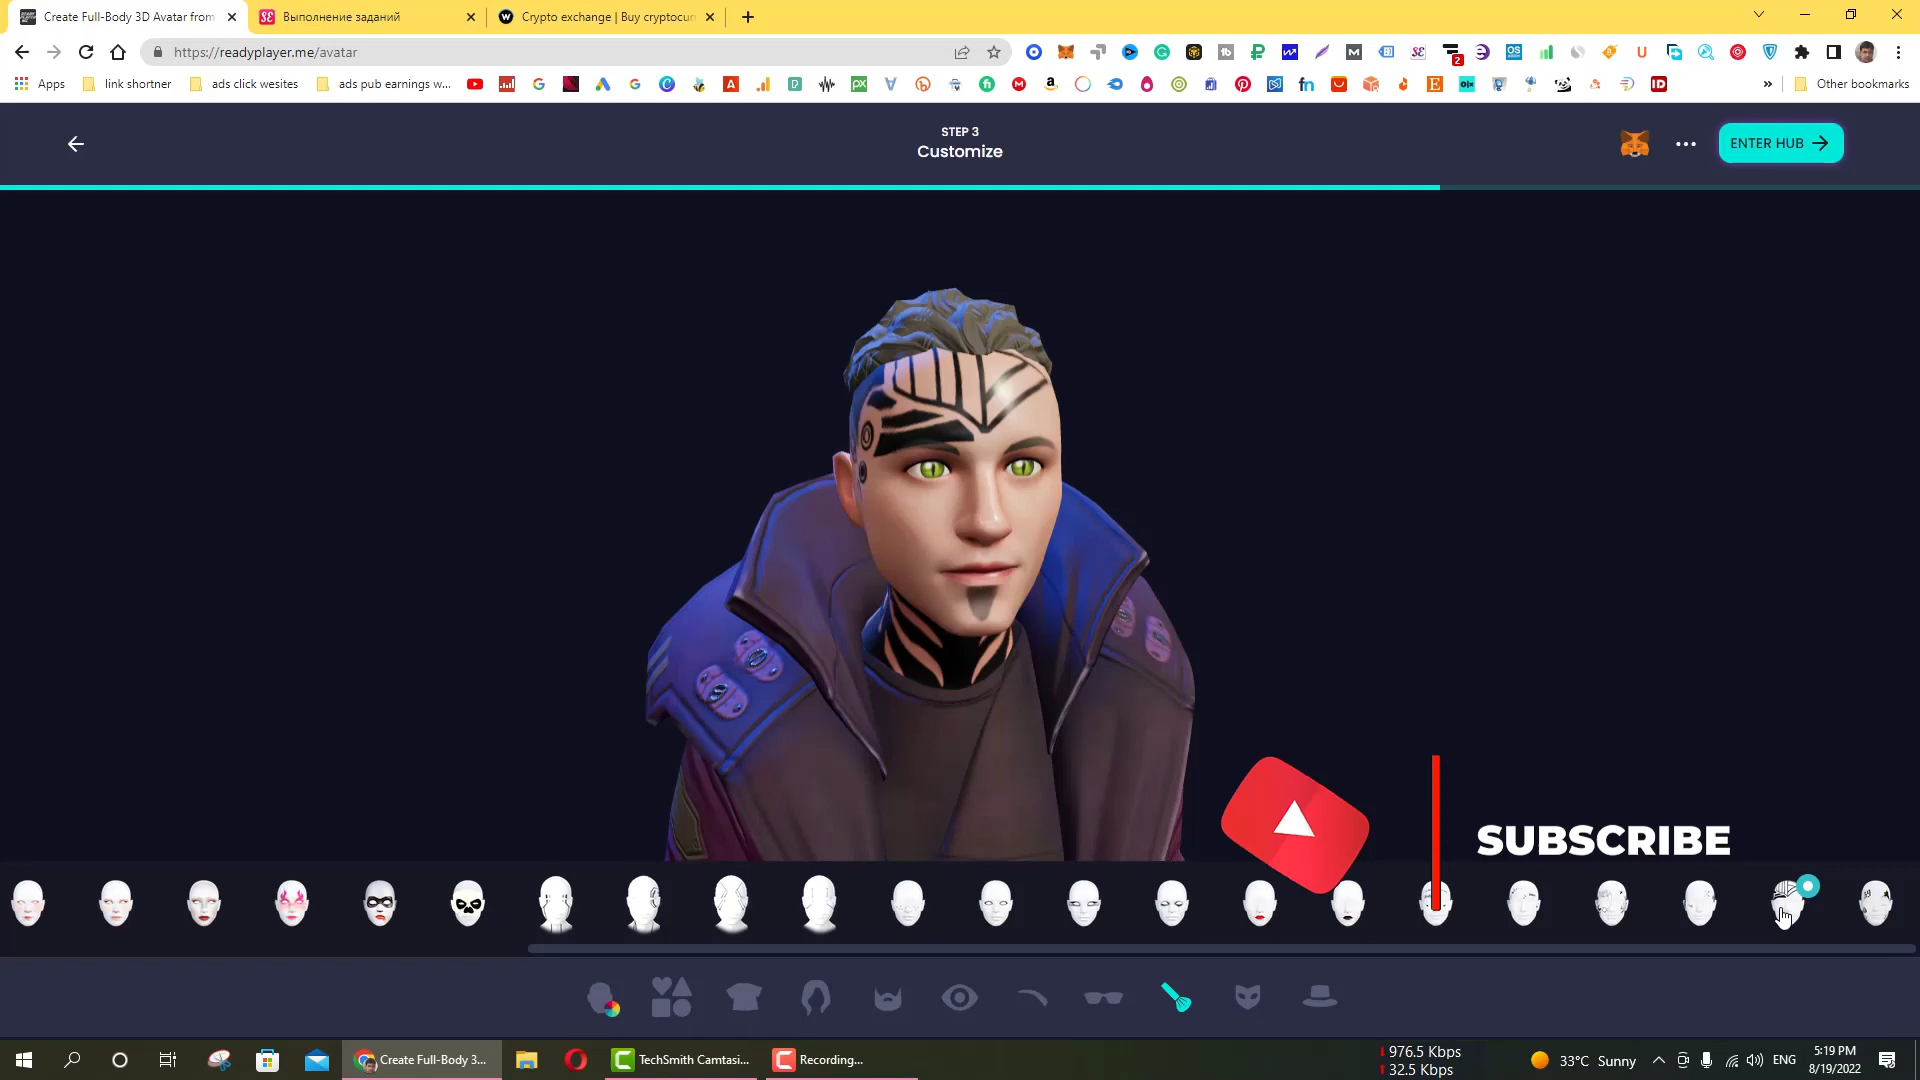 Create Full-Body 3D Avatar from
Выполнение заданий
Crypto exchange | Buy cryptocur
https://readyplayer.me/avatar
2
Apps
link shortner
ads click wesites
ads pub earnings w...
Other bookmarks
STEP 3
Customize
ENTER HUB
SUBSCRIBE
Create Full-Body 3...
TechSmith Camtasi...
Recording...
976.5 Kbps
32.5 Kbps
33°C Sunny
ENG
5:19 PM
8/19/2022